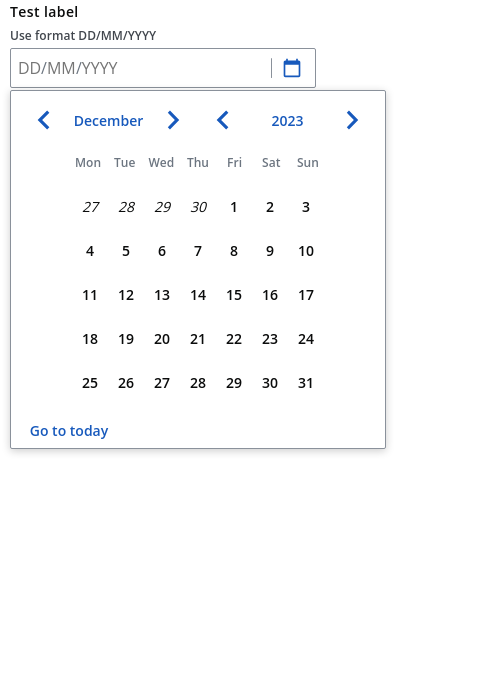 Test label
Use format DD/MM/YYYY
DD/MM/YYYY
December 2023
Mon Tue Wed Thu Fri Sat Sun
27 28 29 30 1 2 3
4 5 6 7 8 9 10
11 12 13 14 15 16 17
18 19 20 21 22 23 24
25 26 27 28 29 30 31
Go to today